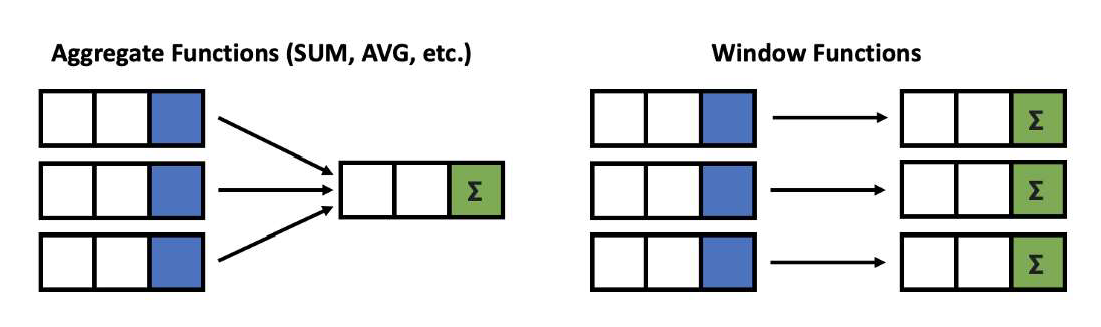 Aggregate Functions (SUM, AVG, etc.)
Σ
Window Functions
Σ
Σ
Σ